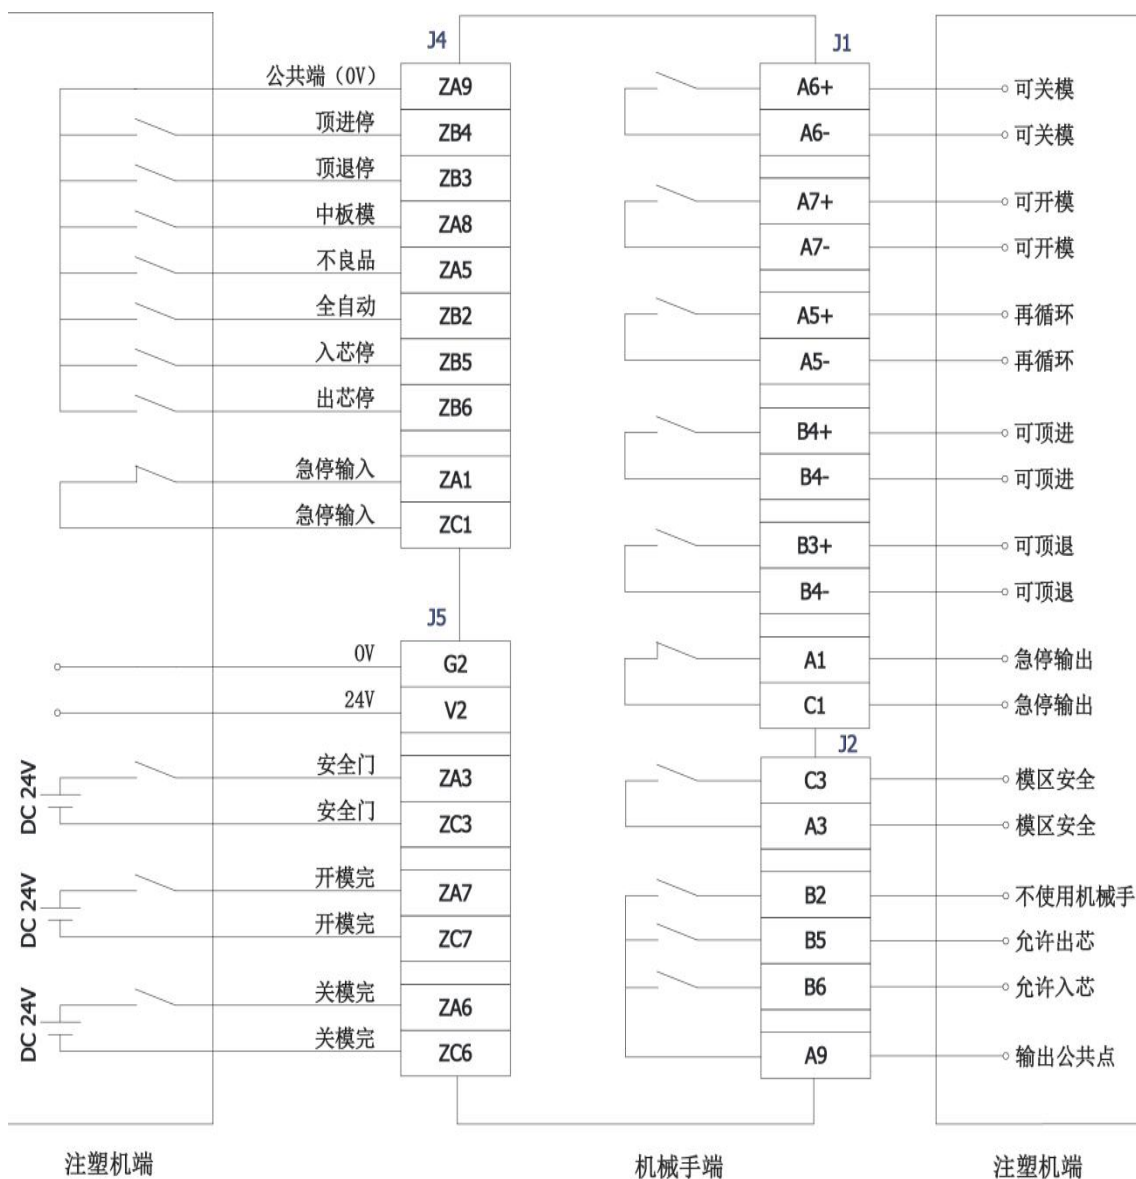 J4
公共端（0V） ZA9
顶进停 ZB4
顶退停 ZB3
中板模 ZA8
不良品 ZA5
全自动 ZB2
入芯停 ZB5
出芯停 ZB6
急停输入 ZA1
急停输入 ZC1
J5
0V G2
24V V2
DC 24V
安全门 ZA3
安全门 ZC3
DC 24V
开模完 ZA7
开模完 ZC7
DC 24V
关模完 ZA6
关模完 ZC6
J1
A6+ 可关模
A6- 可关模
A7+ 可开模
A7- 可开模
A5+ 再循环
A5- 再循环
B4+ 可顶进
B4- 可顶进
B3+ 可顶退
B4- 可顶退
A1 急停输出
C1 急停输出
J2
C3 模区安全
A3 模区安全
B2 不使用机械手
B5 允许出芯
B6 允许入芯
A9 输出公共点
注塑机端 机械手端 注塑机端